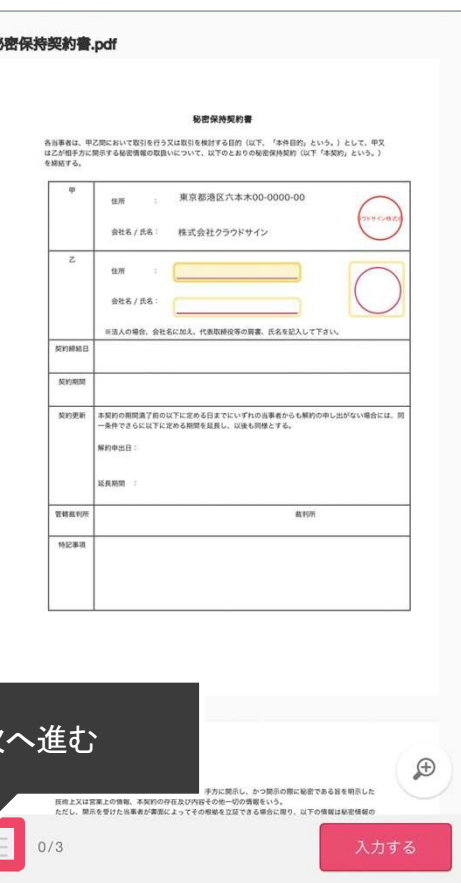 秘密保持契約書.pdf
秘密保持契約書
各当事者は、甲乙間において取引を行う又は取引を検討する目的（以下、「本件目的」という。）として、甲又
は乙が相手方に開示する秘密情報の取扱いについて、以下のとおりの秘密保持契約（以下「本契約」という。）
を締結する。
甲
住所 : 東京都港区六本木00-0000-00
会社名 / 氏名 : 株式会社クラウドサイン
ラウドサイン株式会
乙
住所 :
会社名 / 氏名 :
※法人の場合、会社名に加え、代表取締役等の肩書、氏名を記入して下さい。
契約締結日
契約期間
契約更新 本契約の期間満了前の以下に定める日までにいずれの当事者からも解約の申し出がない場合には、同
一条件でさらに以下に定める期間を延長し、以後も同様とする。
解約申出日 :
延長期間 :
管轄裁判所 裁判所
特記事項
次へ進む
手方に開示し、かつ開示の際に秘密である旨を明示した
技術上又は営業上の情報、本契約の存在及び内容その他一切の情報をいう。
ただし、開示を受けた当事者が書面によってその根拠を立証できる場合に限り、以下の情報は秘密情報の
0/3
入力する